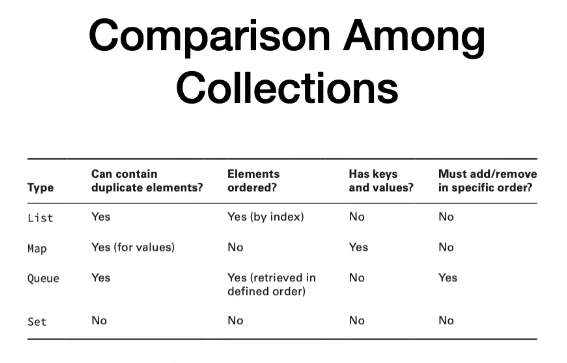 Comparison Among
Collections
Type Can contain duplicate elements? Elements ordered? Has keys and values? Must add/remove in specific order?
List Yes Yes (by index) No No
Map Yes (for values) No Yes No
Queue Yes Yes (retrieved in defined order) No Yes
Set No No No No